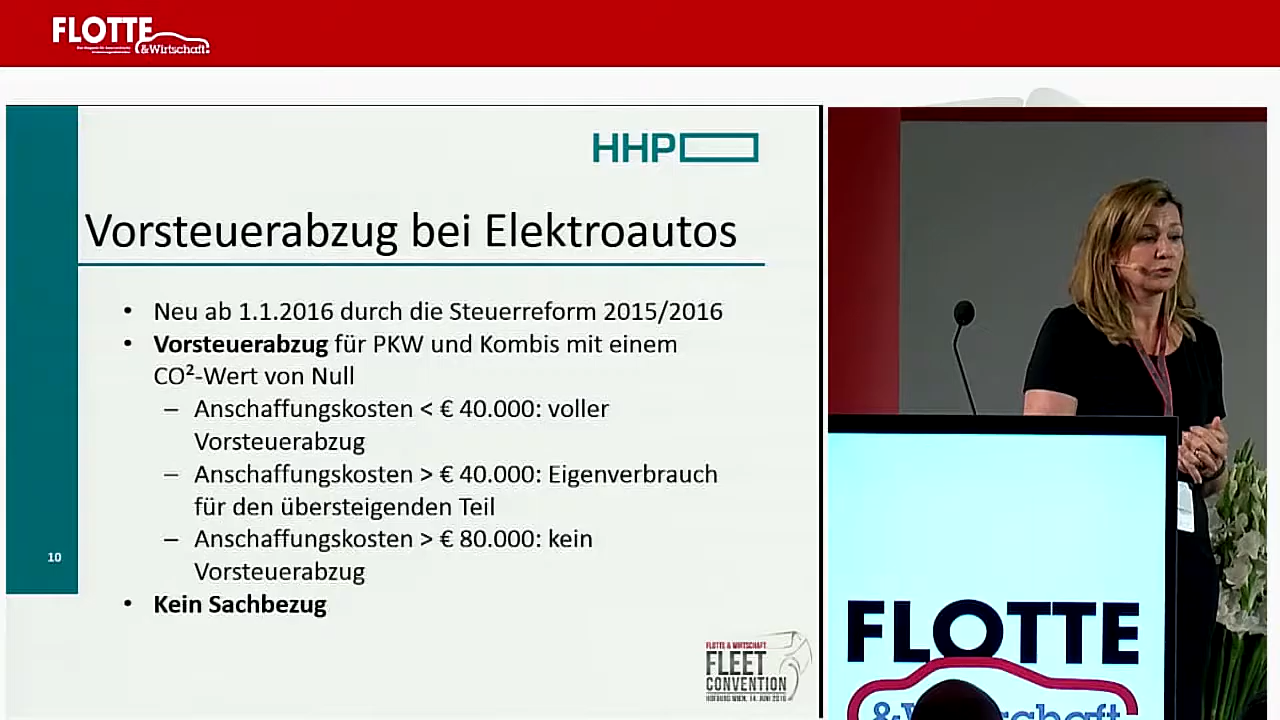 FLOTTE
&Wirtschaft
HHP
Vorsteuerabzug bei Elektroautos
• Neu ab 1.1.2016 durch die Steuerreform 2015/2016
• Vorsteuerabzug für PKW und Kombis mit einem
CO²-Wert von Null
– Anschaffungskosten < € 40.000: voller
Vorsteuerabzug
– Anschaffungskosten > € 40.000: Eigenverbrauch
für den übersteigenden Teil
– Anschaffungskosten > € 80.000: kein
Vorsteuerabzug
10
• Kein Sachbezug
FLOTTE & WIRTSCHAFT
FLEET
CONVENTION
HOFBURG WIEN, 14. JUNI 2016
FLOTTE